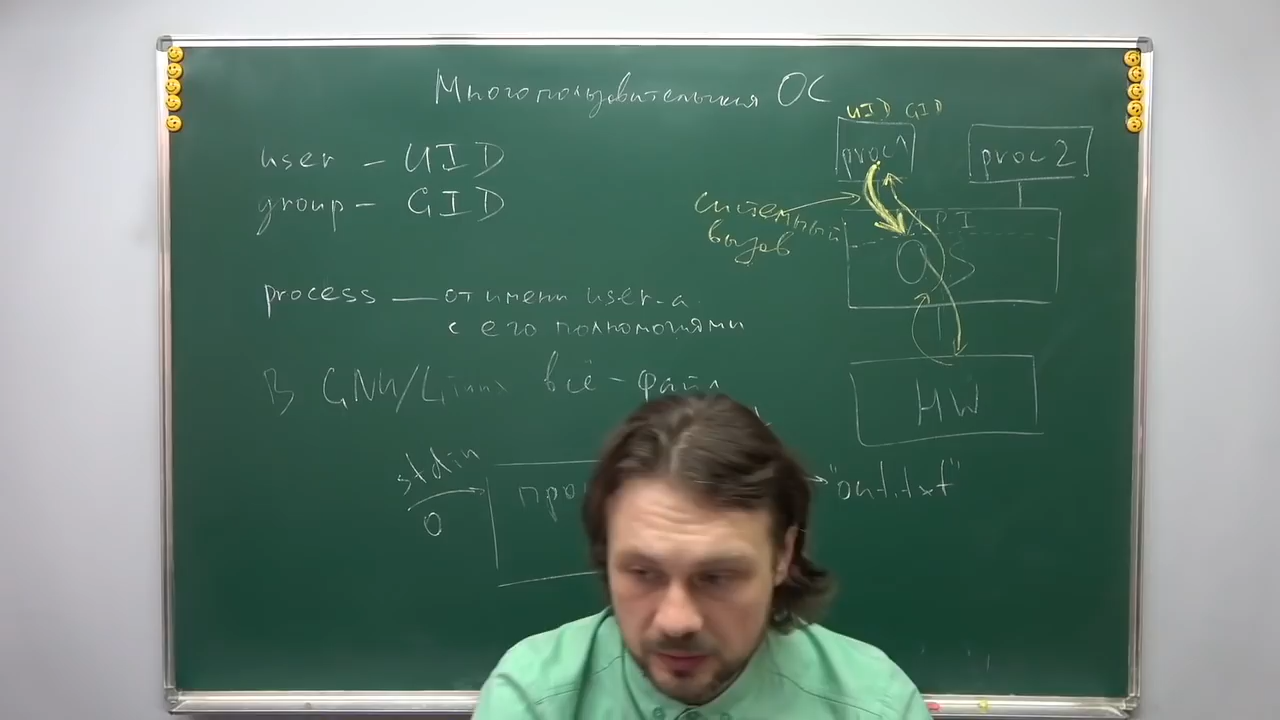 Многопользовательская ОС
user - UID
group - GID
process — от имени user-а
с его полномочиями
В GNU/Linux всё - файл
stdin
0
"out.txt"
UID GID
proc 1
proc 2
системный
вызов
API
OS
HW